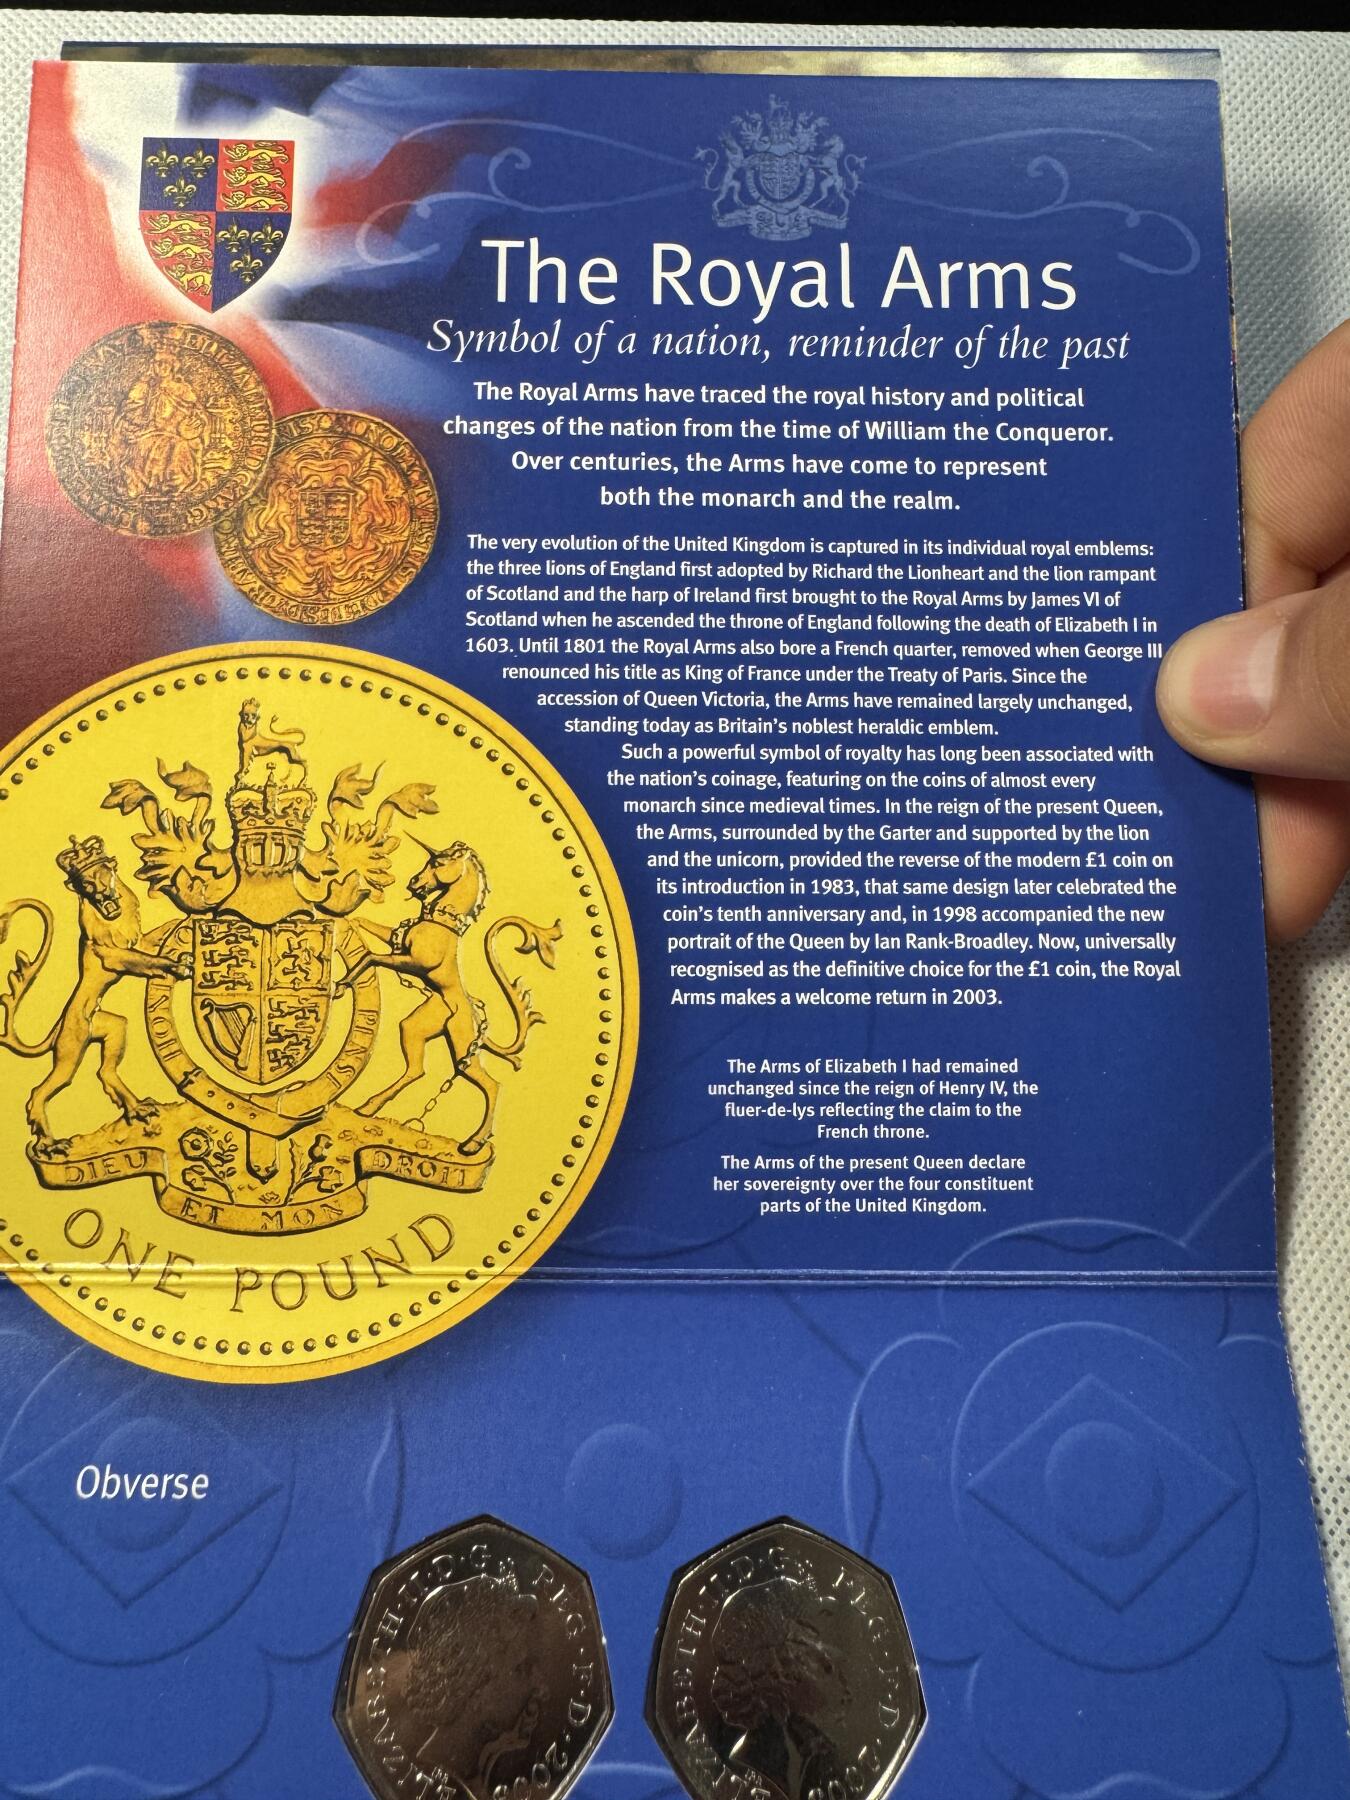 The Royal Arms
Symbol of a nation, reminder of the past
The Royal Arms have traced the royal history and political
changes of the nation from the time of William the Conqueror.
Over centuries, the Arms have come to represent
both the monarch and the realm.
The very evolution of the United Kingdom is captured in its individual royal emblems:
the three lions of England first adopted by Richard the Lionheart and the lion rampant
of Scotland and the harp of Ireland first brought to the Royal Arms by James VI of
Scotland when he ascended the throne of England following the death of Elizabeth I in
1603. Until 1801 the Royal Arms also bore a French quarter, removed when George III
renounced his title as King of France under the Treaty of Paris. Since the
accession of Queen Victoria, the Arms have remained largely unchanged,
standing today as Britain's noblest heraldic emblem.
Such a powerful symbol of royalty has long been associated with
the nation's coinage, featuring on the coins of almost every
monarch since medieval times. In the reign of the present Queen,
the Arms, surrounded by the Garter and supported by the lion
and the unicorn, provided the reverse of the modern £1 coin on
its introduction in 1983, that same design later celebrated the
coin's tenth anniversary and, in 1998 accompanied the new
portrait of the Queen by Ian Rank-Broadley. Now, universally
recognised as the definitive choice for the £1 coin, the Royal
Arms makes a welcome return in 2003.
The Arms of Elizabeth I had remained
unchanged since the reign of Henry IV, the
fluer-de-lys reflecting the claim to the
French throne.
The Arms of the present Queen declare
her sovereignty over the four constituent
parts of the United Kingdom.
HONI PENSE
DIEU ET MON DROIT
ONE POUND
Obverse
ELIZABETH·II·D·G REG·F·D·
ELIZABETH·II·D·G REG·F·D·